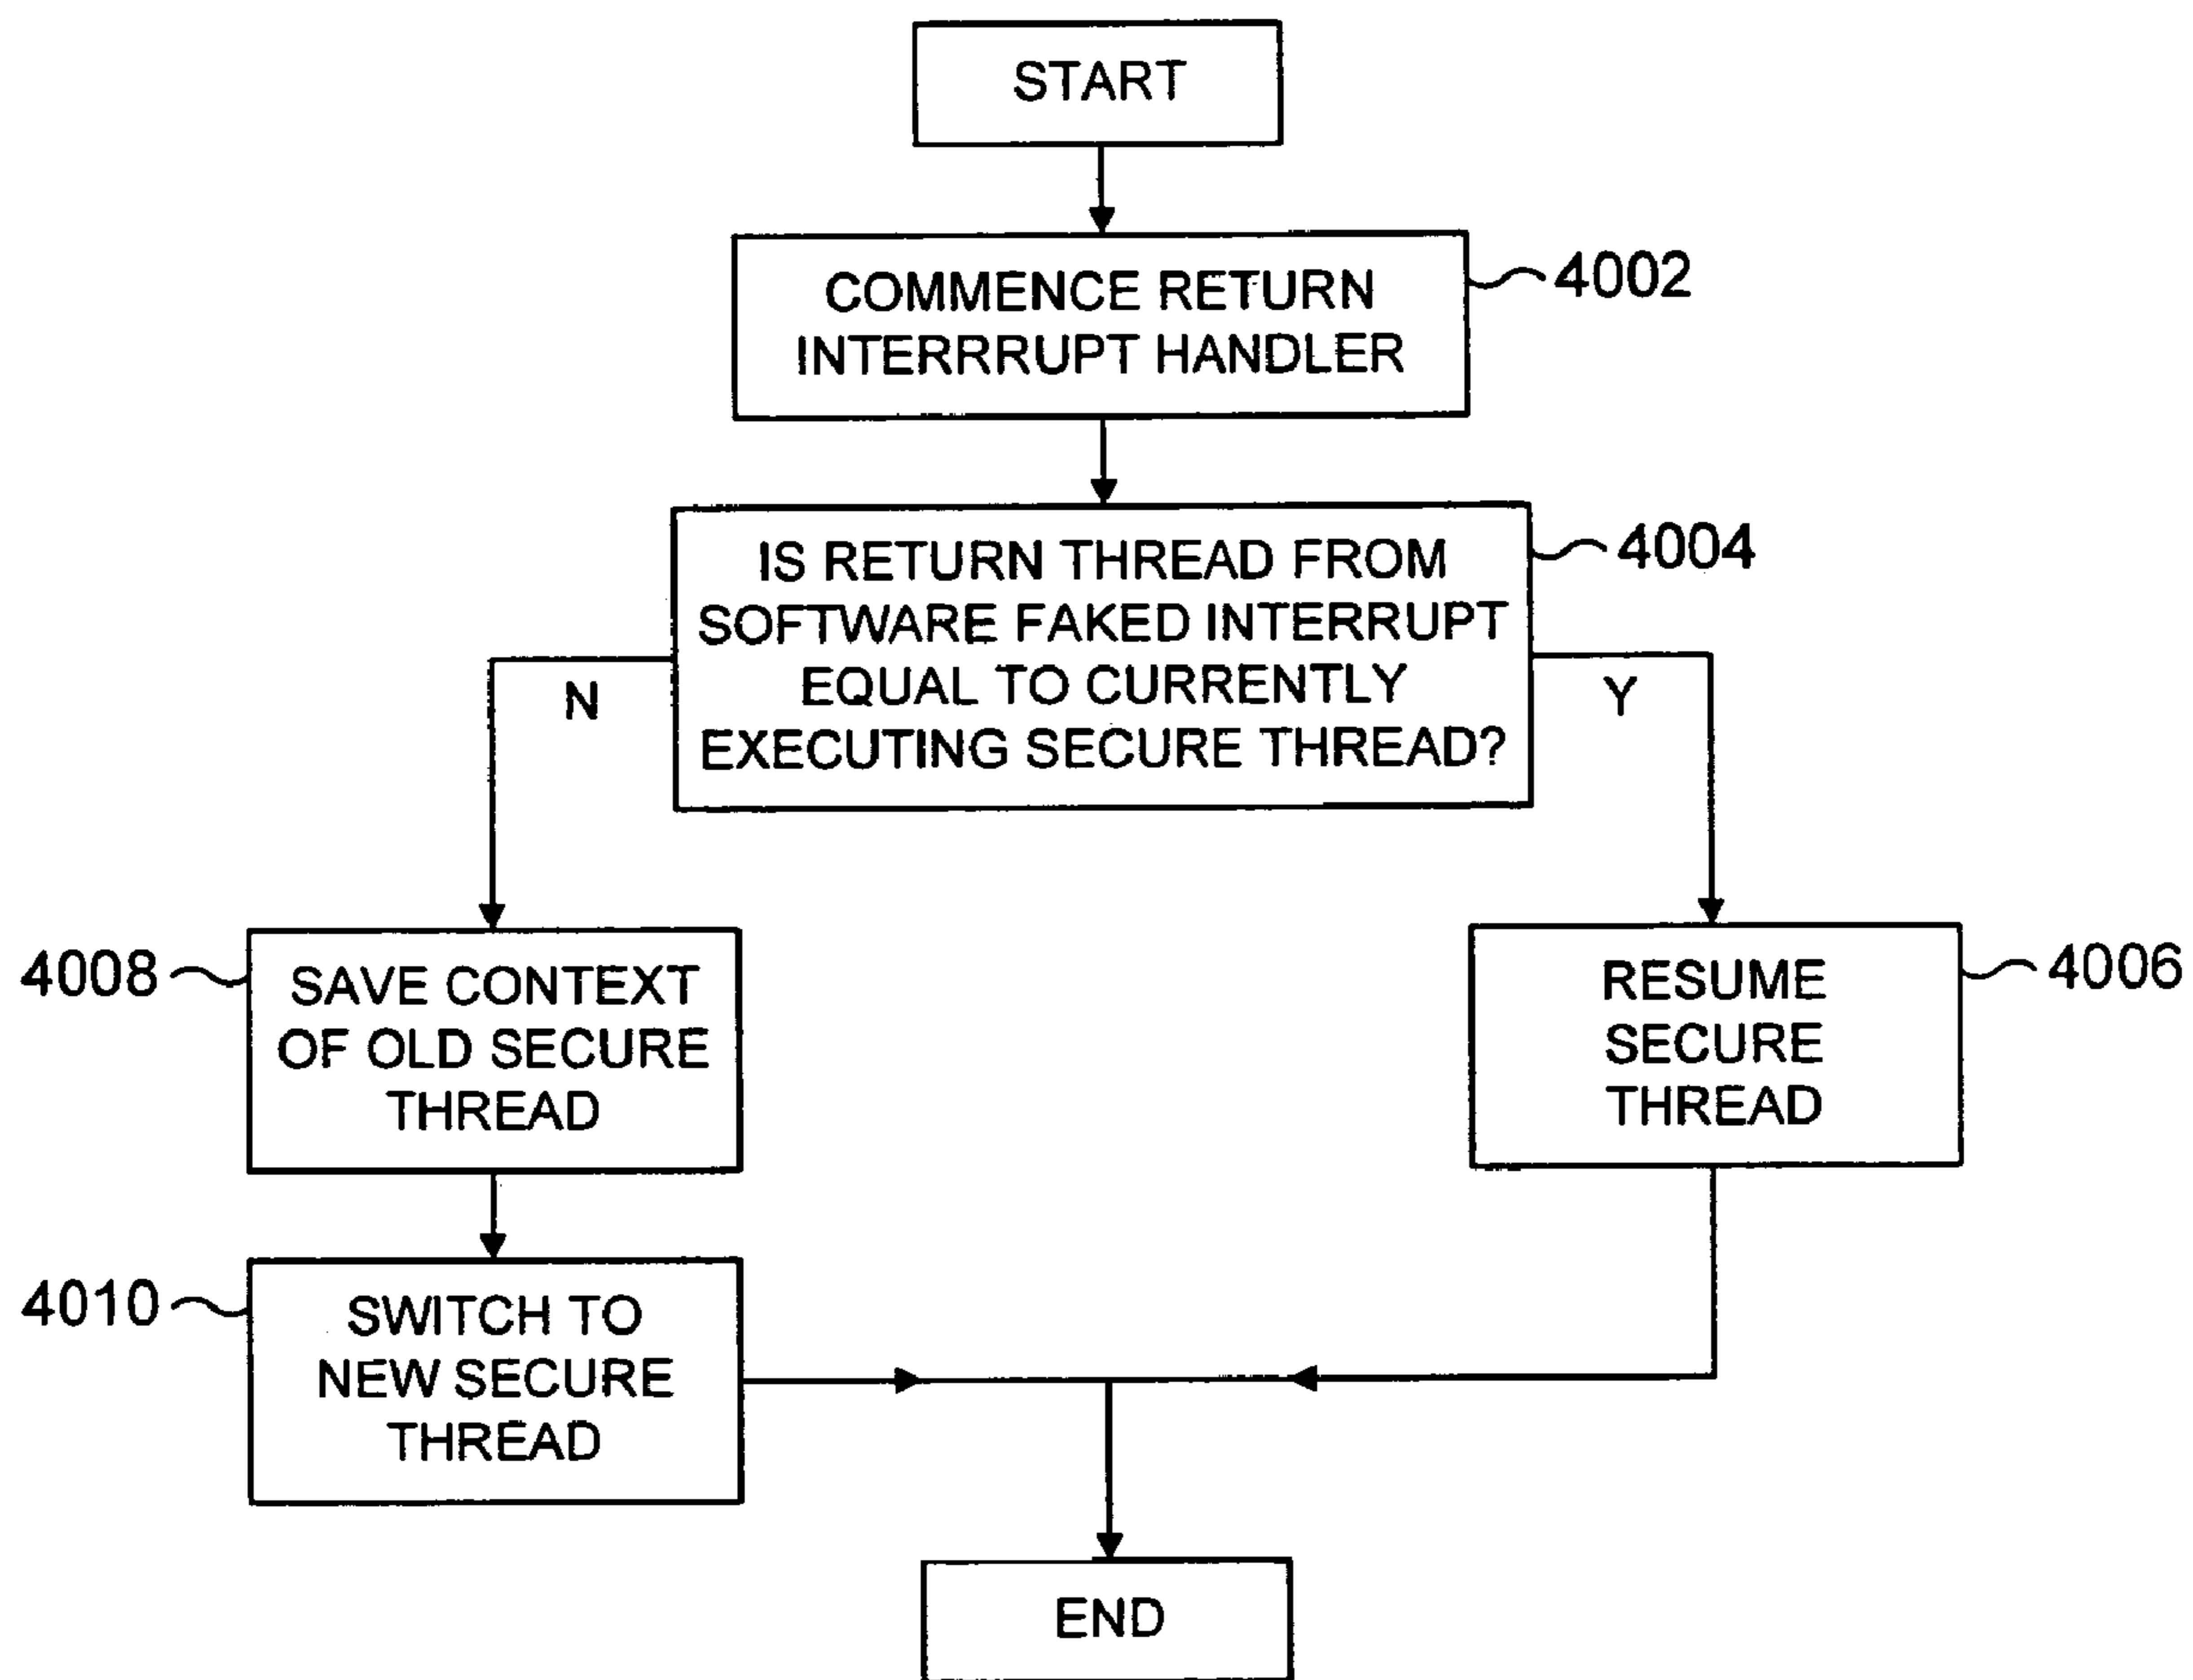 START
COMMENCE RETURN
INTERRRUPT HANDLER
4002
IS RETURN THREAD FROM
SOFTWARE FAKED INTERRUPT
EQUAL TO CURRENTLY
EXECUTING SECURE THREAD?
4004
N
Y
4008
SAVE CONTEXT
OF OLD SECURE
THREAD
RESUME
SECURE
THREAD
4006
4010
SWITCH TO
NEW SECURE
THREAD
END